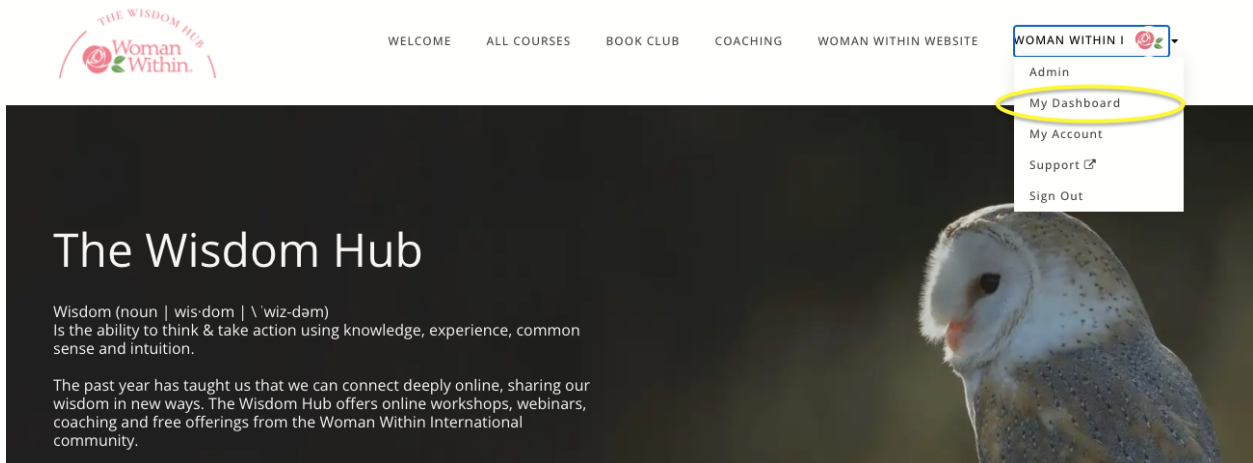 THE WISDOM HUB
Woman
Within.
WELCOME ALL COURSES BOOK CLUB COACHING WOMAN WITHIN WEBSITE WOMAN WITHIN I
Admin
My Dashboard
My Account
Support
Sign Out
The Wisdom Hub
Wisdom (noun | wis·dom | \ ˈwiz-dəm)
Is the ability to think & take action using knowledge, experience, common
sense and intuition.
The past year has taught us that we can connect deeply online, sharing our
wisdom in new ways. The Wisdom Hub offers online workshops, webinars,
coaching and free offerings from the Woman Within International
community.